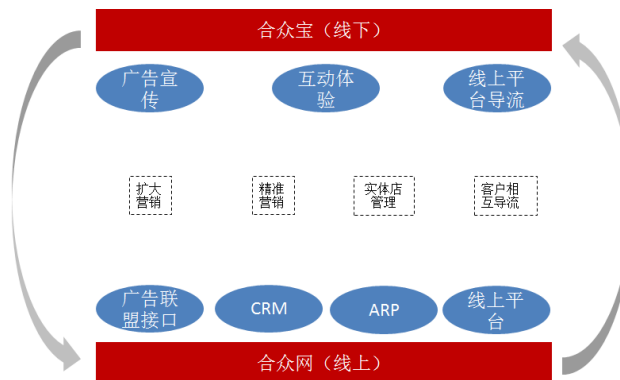 合众宝（线下）
广告宣
传
互动体
验
线上平
台导流
扩大
营销
精准
营销
实体店
管理
客户相
互导流
广告联
盟接口
CRM
ARP
线上平
台
合众网（线上）